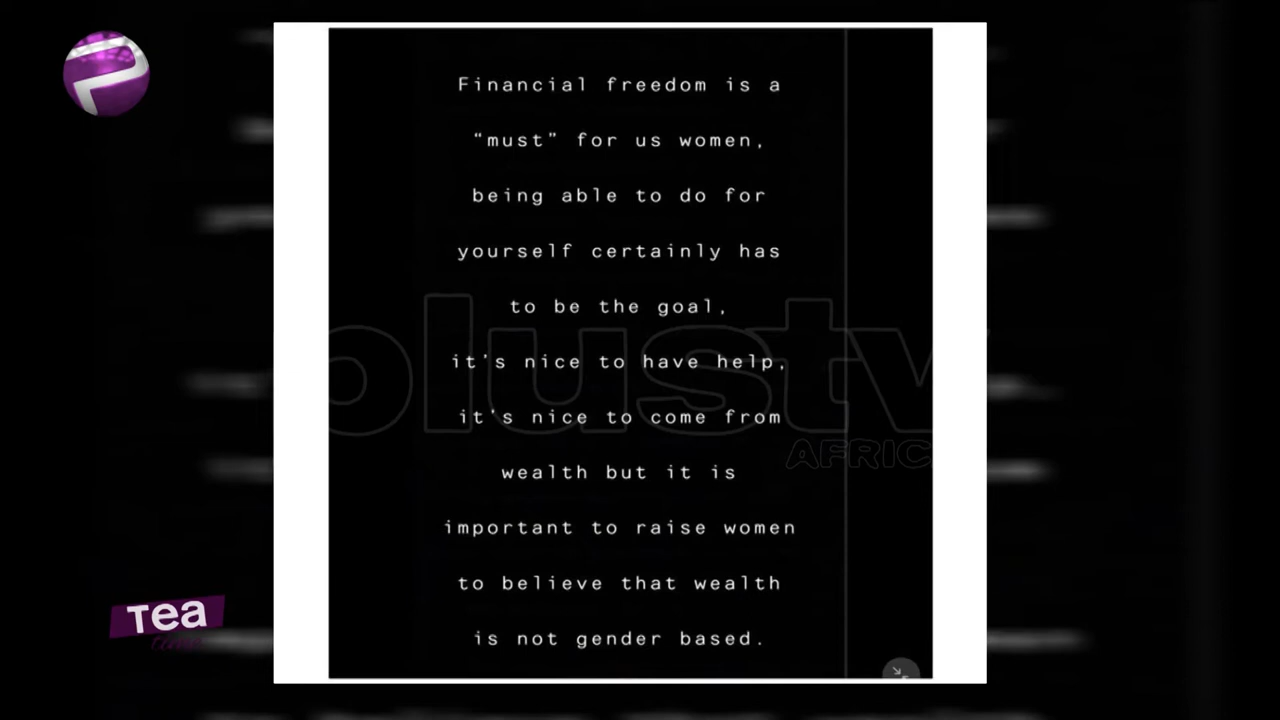 Financial freedom is a
“must” for us women,
being able to do for
yourself certainly has
to be the goal,
it's nice to have help,
it's nice to come from
wealth but it is
important to raise women
to believe that wealth
is not gender based.
plustv
AFRIC
Tea